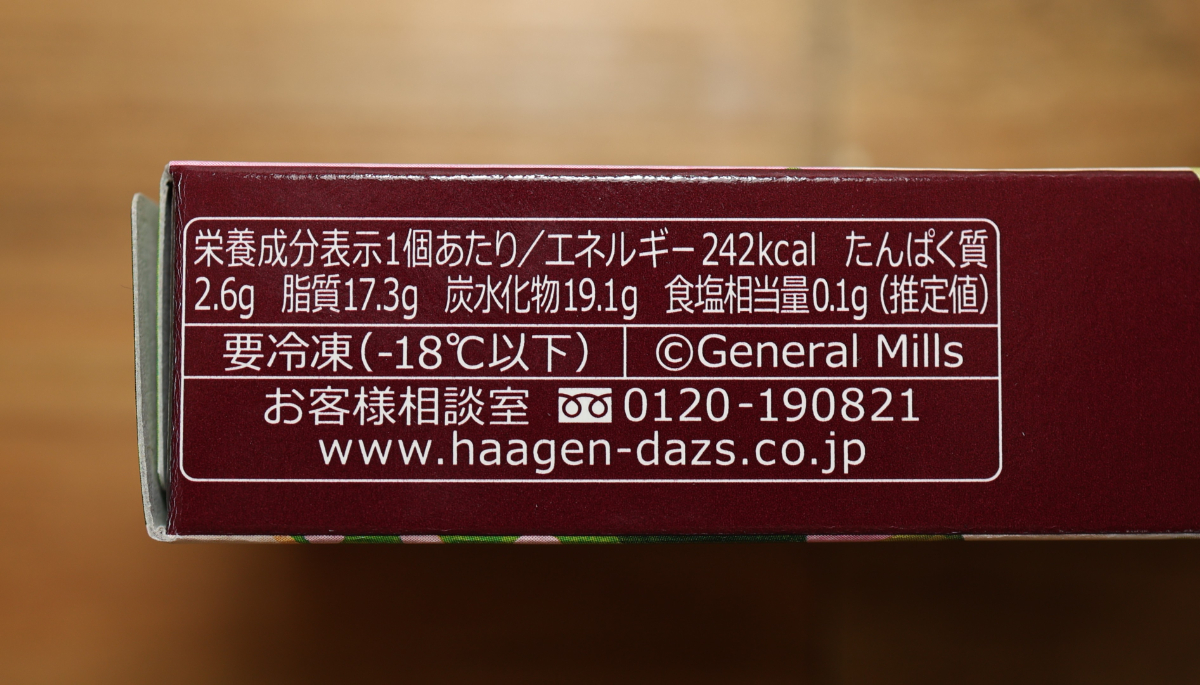 栄養成分表示1個あたり/エネルギー242kcal たんぱく質
2.6g 脂質17.3g 炭水化物19.1g 食塩相当量0.1g(推定値)
要冷凍(-18℃以下) ©General Mills
お客様相談室 0120-190821
www.haagen-dazs.co.jp